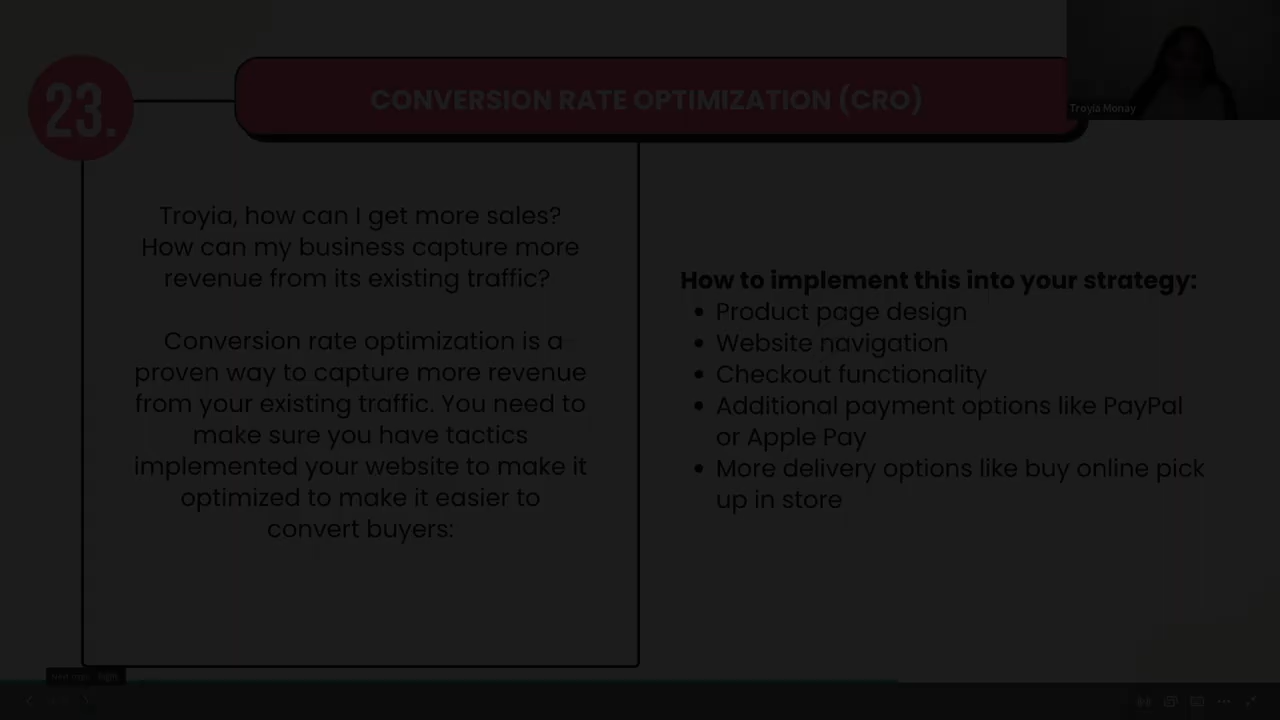 23.
CONVERSION RATE OPTIMIZATION (CRO)
Troyia Monay
Troyia, how can I get more sales?
How can my business capture more
revenue from its existing traffic?
Conversion rate optimization is a
proven way to capture more revenue
from your existing traffic. You need to
make sure you have tactics
implemented your website to make it
optimized to make it easier to
convert buyers:
How to implement this into your strategy:
• Product page design
• Website navigation
• Checkout functionality
• Additional payment options like PayPal
or Apple Pay
• More delivery options like buy online pick
up in store